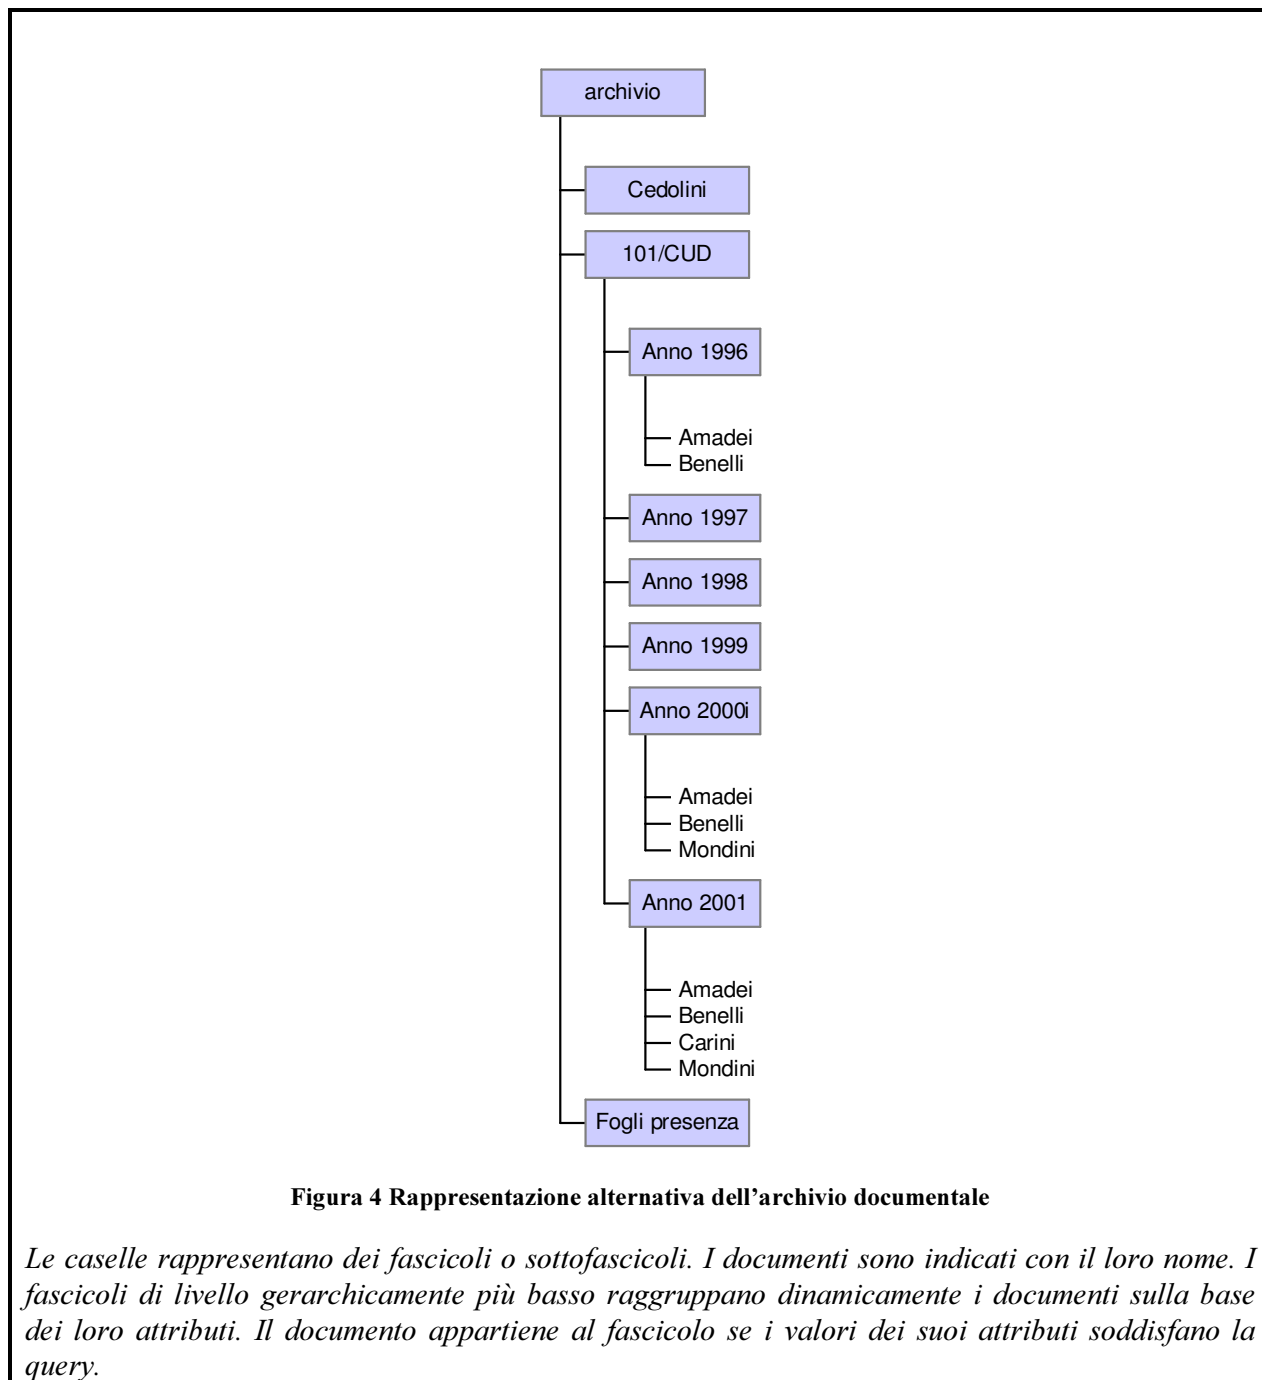 archivio
Cedolini
101/CUD
Anno 1996
Amadei
Benelli
Anno 1997
Anno 1998
Anno 1999
Anno 2000i
Amadei
Benelli
Mondini
Anno 2001
Amadei
Benelli
Carini
Mondini
Fogli presenza
Figura 4 Rappresentazione alternativa dell’archivio documentale
Le caselle rappresentano dei fascicoli o sottofascicoli. I documenti sono indicati con il loro nome. I
fascicoli di livello gerarchicamente più basso raggruppano dinamicamente i documenti sulla base
dei loro attributi. Il documento appartiene al fascicolo se i valori dei suoi attributi soddisfano la
query.